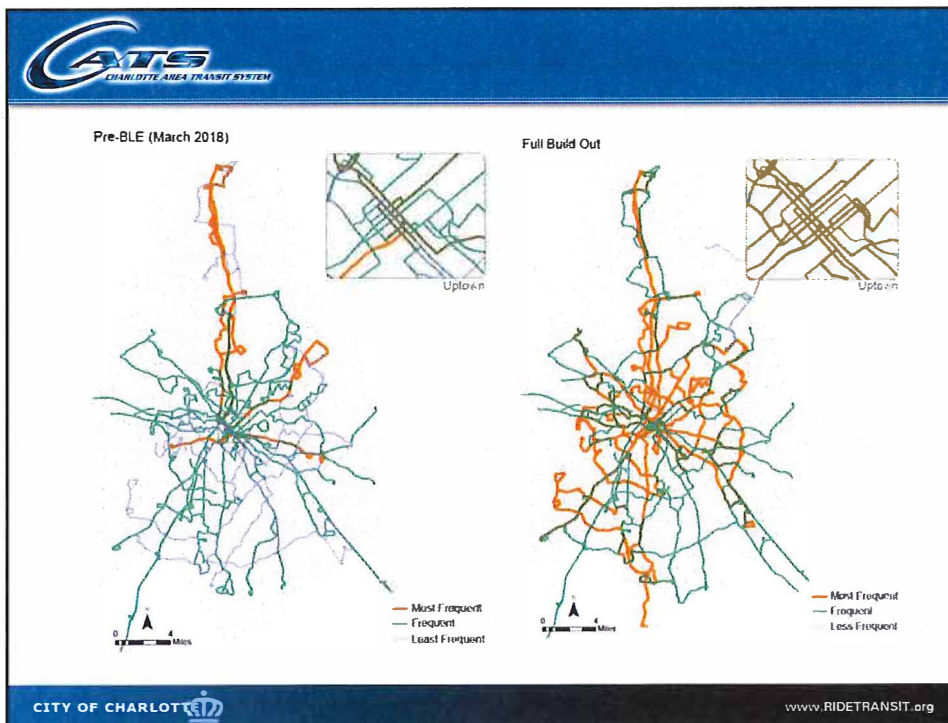 CATS
CHARLOTTE AREA TRANSIT SYSTEM
Pre-BLE (March 2018)
Uptown
N
0 4
Miles
Most Frequent
Frequent
Least Frequent
Full Build Out
Uptown
N
0 4
Miles
Most Frequent
Frequent
Less Frequent
CITY OF CHARLOTTE
www.RIDETRANSIT.org